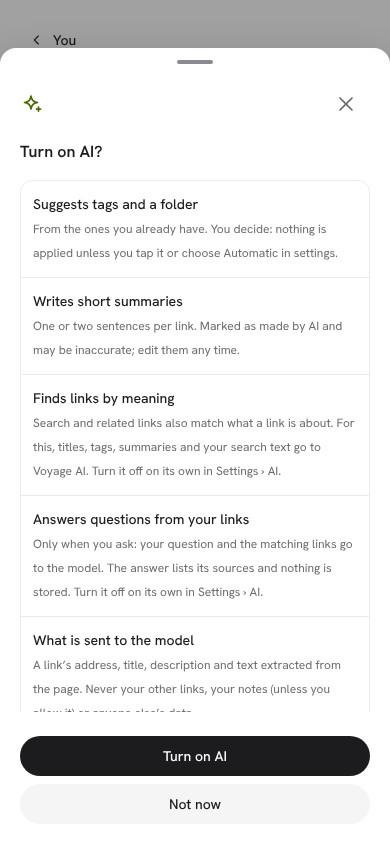 You
Turn on AI?
Suggests tags and a folder
From the ones you already have. You decide: nothing is
applied unless you tap it or choose Automatic in settings.
Writes short summaries
One or two sentences per link. Marked as made by AI and
may be inaccurate; edit them any time.
Finds links by meaning
Search and related links also match what a link is about. For
this, titles, tags, summaries and your search text go to
Voyage AI. Turn it off on its own in Settings › AI.
Answers questions from your links
Only when you ask: your question and the matching links go
to the model. The answer lists its sources and nothing is
stored. Turn it off on its own in Settings › AI.
What is sent to the model
A link’s address, title, description and text extracted from
the page. Never your other links, your notes (unless you
Turn on AI
Not now